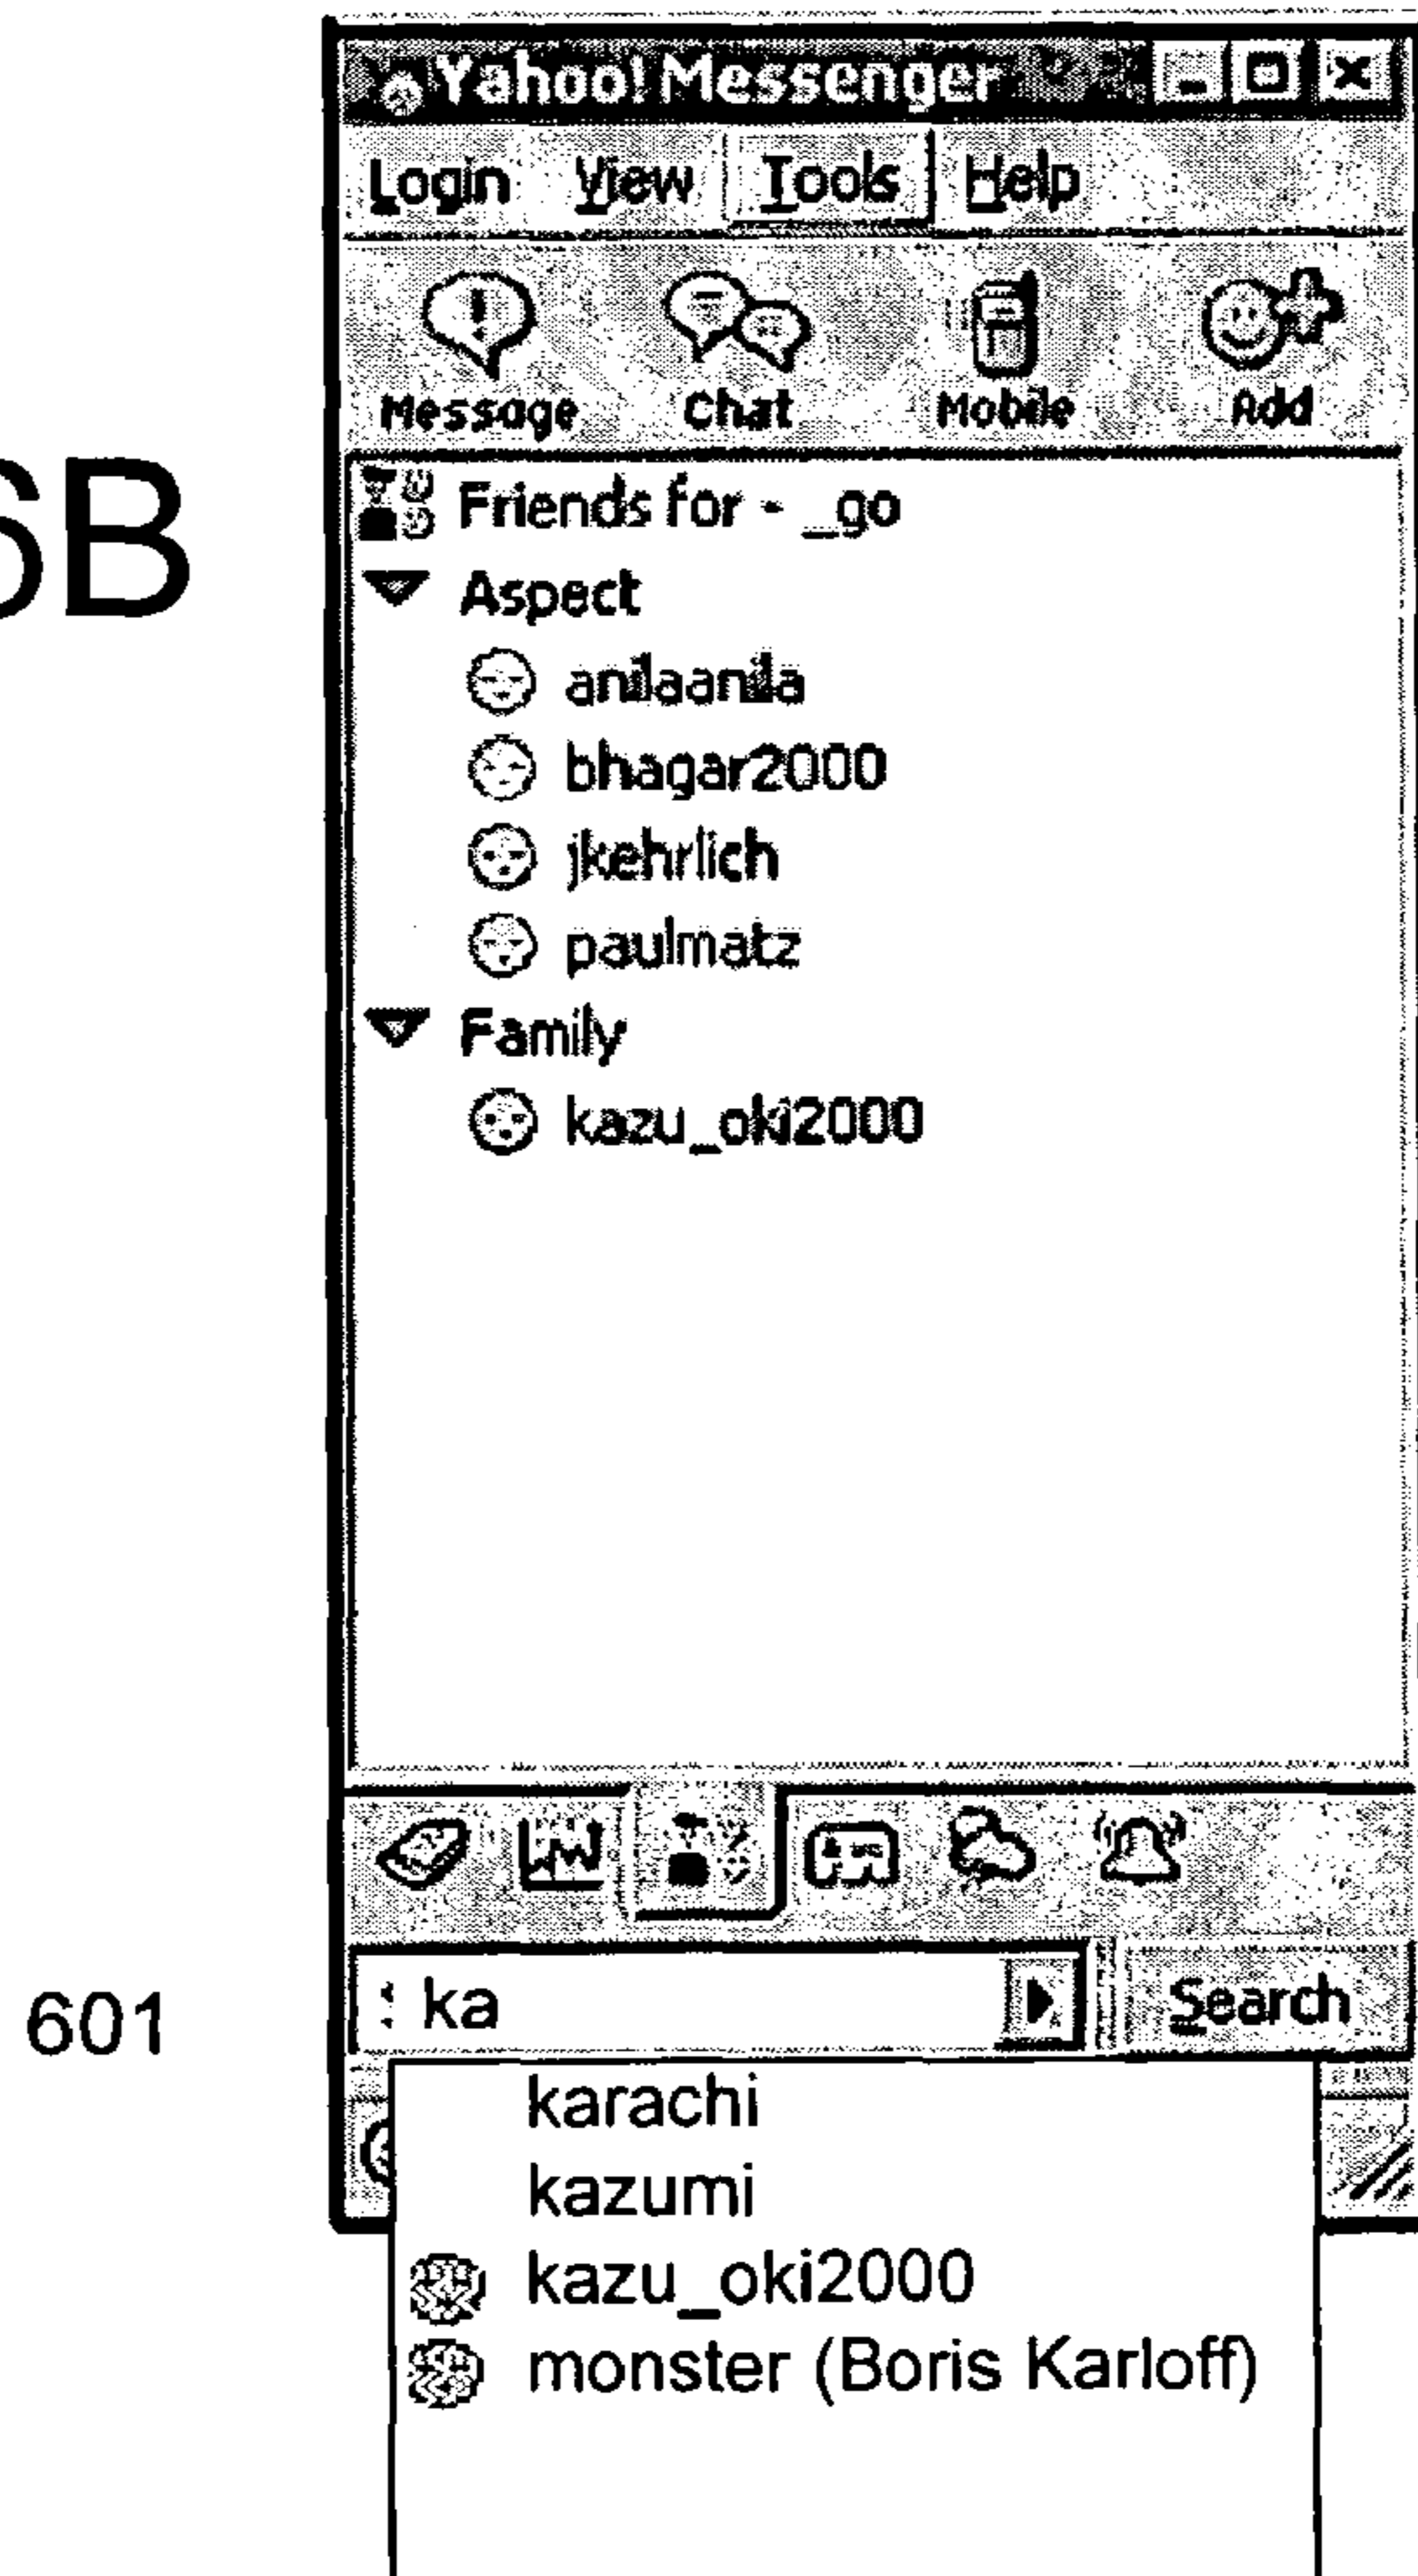 6B
Yahoo! Messenger
Login View Tools Help
Message Chat Mobile Add
Friends for - _go
Aspect
anilaanila
bhagar2000
jkehrlich
paulmatz
Family
kazu_oki2000
601
ka Search
karachi
kazumi
kazu_oki2000
monster (Boris Karloff)